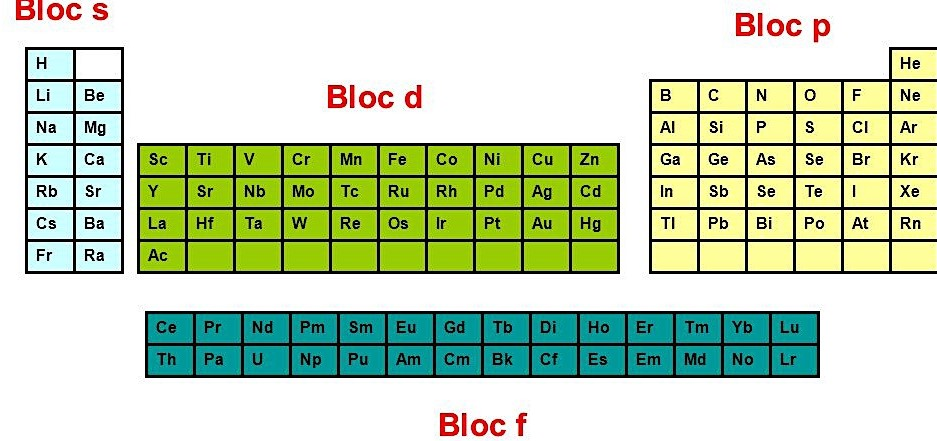 Bloc s
Bloc p
Bloc d
H He
Li Be B C N O F Ne
Na Mg Al Si P S Cl Ar
K Ca Sc Ti V Cr Mn Fe Co Ni Cu Zn Ga Ge As Se Br Kr
Rb Sr Y Sr Nb Mo Tc Ru Rh Pd Ag Cd In Sb Se Te I Xe
Cs Ba La Hf Ta W Re Os Ir Pt Au Hg Tl Pb Bi Po At Rn
Fr Ra Ac
Ce Pr Nd Pm Sm Eu Gd Tb Di Ho Er Tm Yb Lu
Th Pa U Np Pu Am Cm Bk Cf Es Em Md No Lr
Bloc f